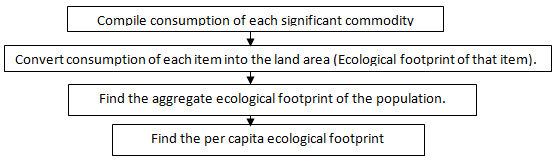 Compile consumption of each significant commodity
Convert consumption of each item into the land area (Ecological footprint of that item).
Find the aggregate ecological footprint of the population.
Find the per capita ecological footprint